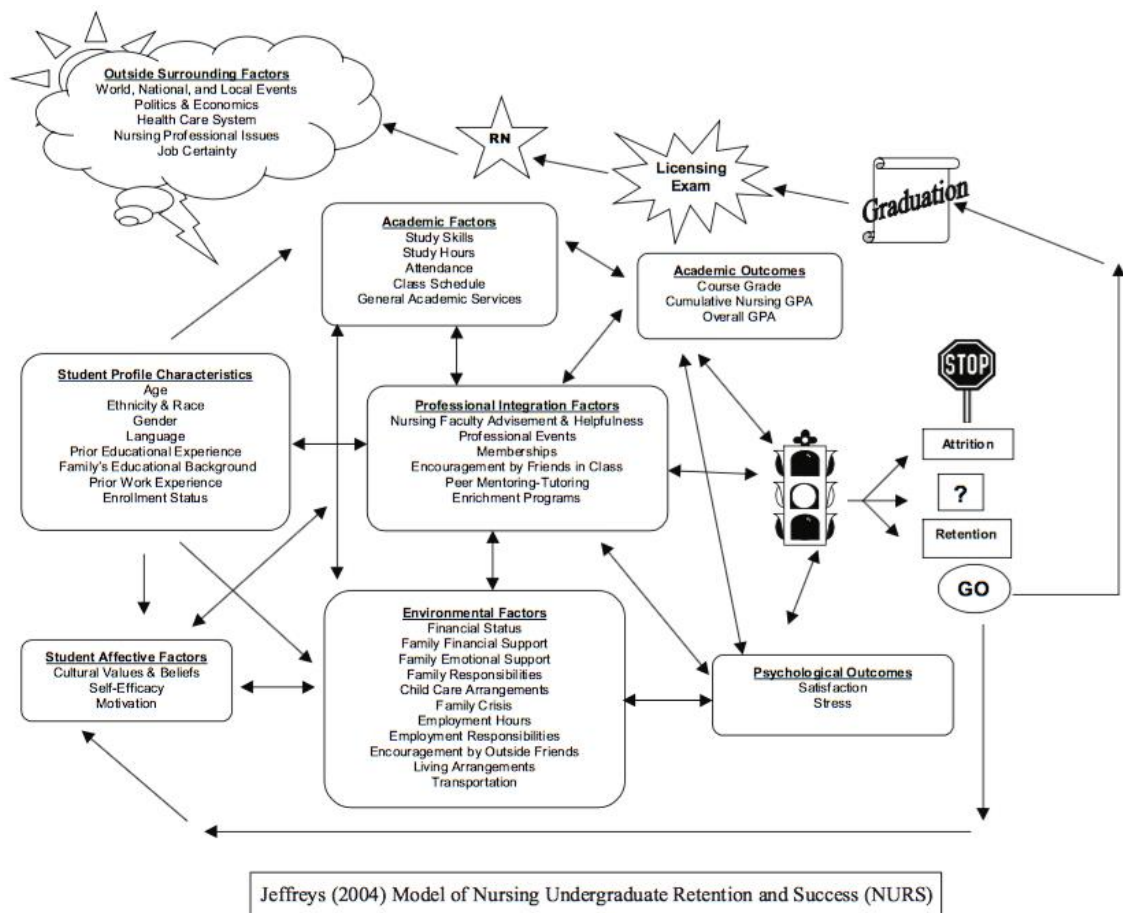 Outside Surrounding Factors
World, National, and Local Events
Politics & Economics
Health Care System
Nursing Professional Issues
Job Certainty
RN
Licensing
Exam
Graduation
Academic Factors
Study Skills
Study Hours
Attendance
Class Schedule
General Academic Services
Academic Outcomes
Course Grade
Cumulative Nursing GPA
Overall GPA
Student Profile Characteristics
Age
Ethnicity & Race
Gender
Language
Prior Educational Experience
Family's Educational Background
Prior Work Experience
Enrollment Status
Professional Integration Factors
Nursing Faculty Advisement & Helpfulness
Professional Events
Memberships
Encouragement by Friends in Class
Peer Mentoring-Tutoring
Enrichment Programs
STOP
Attrition
?
Retention
GO
Student Affective Factors
Cultural Values & Beliefs
Self-Efficacy
Motivation
Environmental Factors
Financial Status
Family Financial Support
Family Emotional Support
Family Responsibilities
Child Care Arrangements
Family Crisis
Employment Hours
Employment Responsibilities
Encouragement by Outside Friends
Living Arrangements
Transportation
Psychological Outcomes
Satisfaction
Stress
Jeffreys (2004) Model of Nursing Undergraduate Retention and Success (NURS)